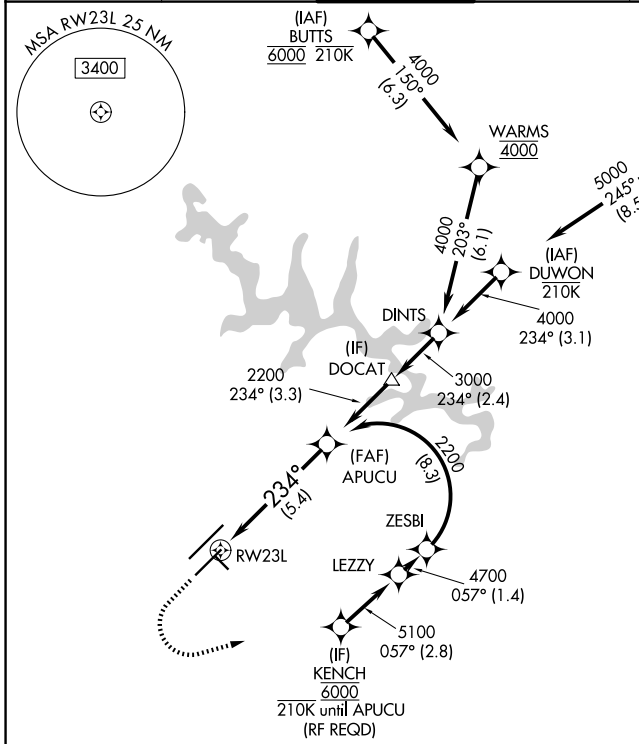 MSA RW23L 25 NM
3400
(IAF)
BUTTS
6000 210K
4000
150°
(6.3)
WARMS
4000
5000
245°
(8.5
4000
203°
(6.1)
(IAF)
DUWON
210K
DINTS
4000
234° (3.1)
(IF)
DOCAT
2200
234° (3.3)
3000
234° (2.4)
(FAF)
APUCU
2200
(8.3)
234°
(5.4)
ZESBI
RW23L
LEZZY
4700
057° (1.4)
5100
057° (2.8)
(IF)
KENCH
6000
210K until APUCU
(RF REQD)